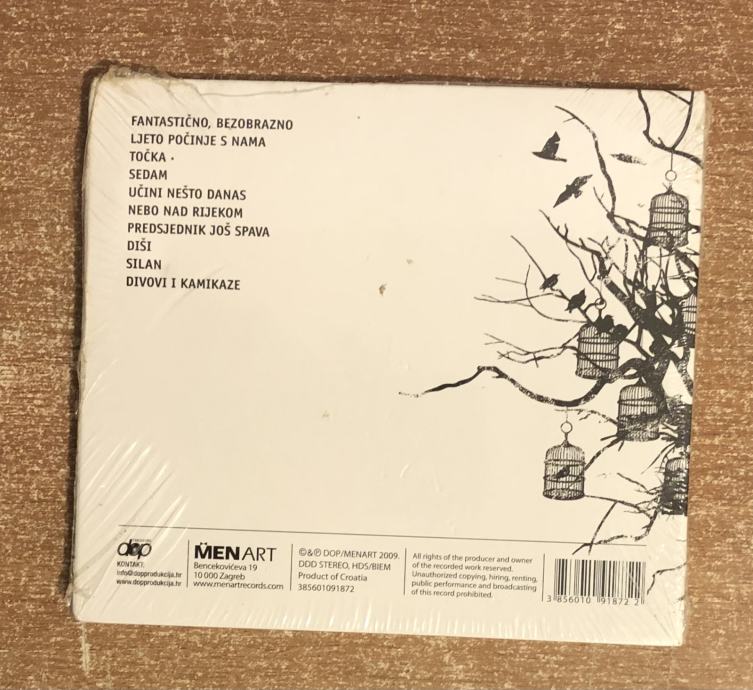 FANTASTIČNO, BEZOBRAZNO
LJETO POČINJE S NAMA
TOČKA .
SEDAM
UČINI NEŠTO DANAS
NEBO NAD RIJEKOM
PREDSJEDNIK JOŠ SPAVA
DIŠI
SILAN
DIVOVI I KAMIKAZE
dop
KONTAKT:
info@dopprodukcija.hr
www.dopprodukcija.hr
MENART
Bencekovićeva 19
10 000 Zagreb
www.menartrecords.com
©&℗ DOP/MENART 2009.
DDD STEREO, HDS/BIEM
Product of Croatia
385601091872
All rights of the producer and owner
of the recorded work reserved.
Unauthorized copying, hiring, renting,
public performance and broadcasting
of this record prohibited.
3 856010 918722